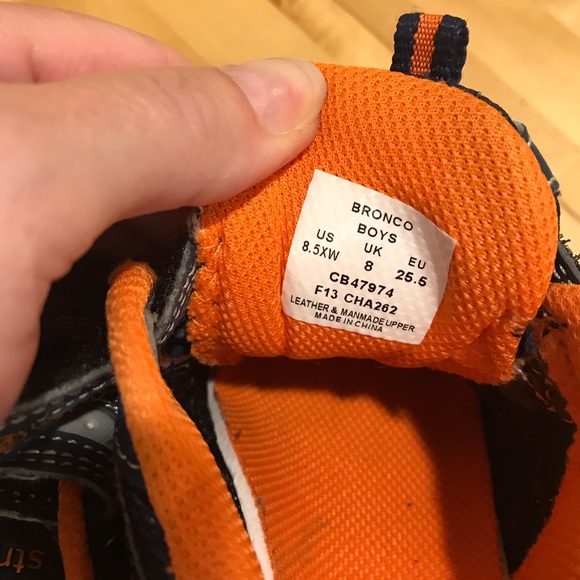 BRONCO
BOYS
US UK EU
8.5XW 8 25.5
CB47974
F13 CHA262
LEATHER & MANMADE UPPER
MADE IN CHINA
str